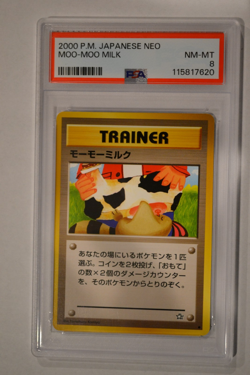 2000 P.M. JAPANESE NEO
MOO-MOO MILK
NM-MT
8
PSA
115817620
TRAINER
モーモーミルク
あなたの場にいるポケモンを1匹
選ぶ。コインを2枚投げ、「おもて」
の数×2個のダメージカウンター
を、そのポケモンからとりのぞく。